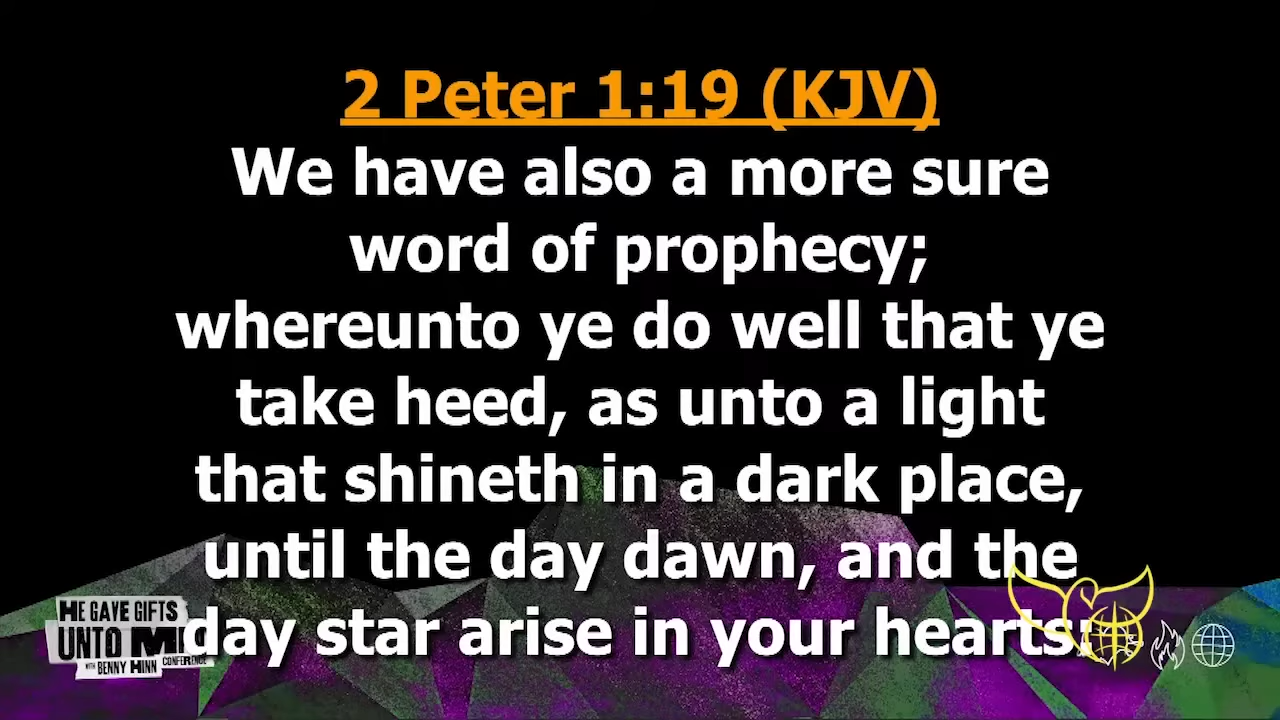 2 Peter 1:19 (KJV)
We have also a more sure
word of prophecy;
whereunto ye do well that ye
take heed, as unto a light
that shineth in a dark place,
until the day dawn, and the
day star arise in your hearts:
HE GAVE GIFTS
UNTO
WITH BENNY HINN CONFERENCE